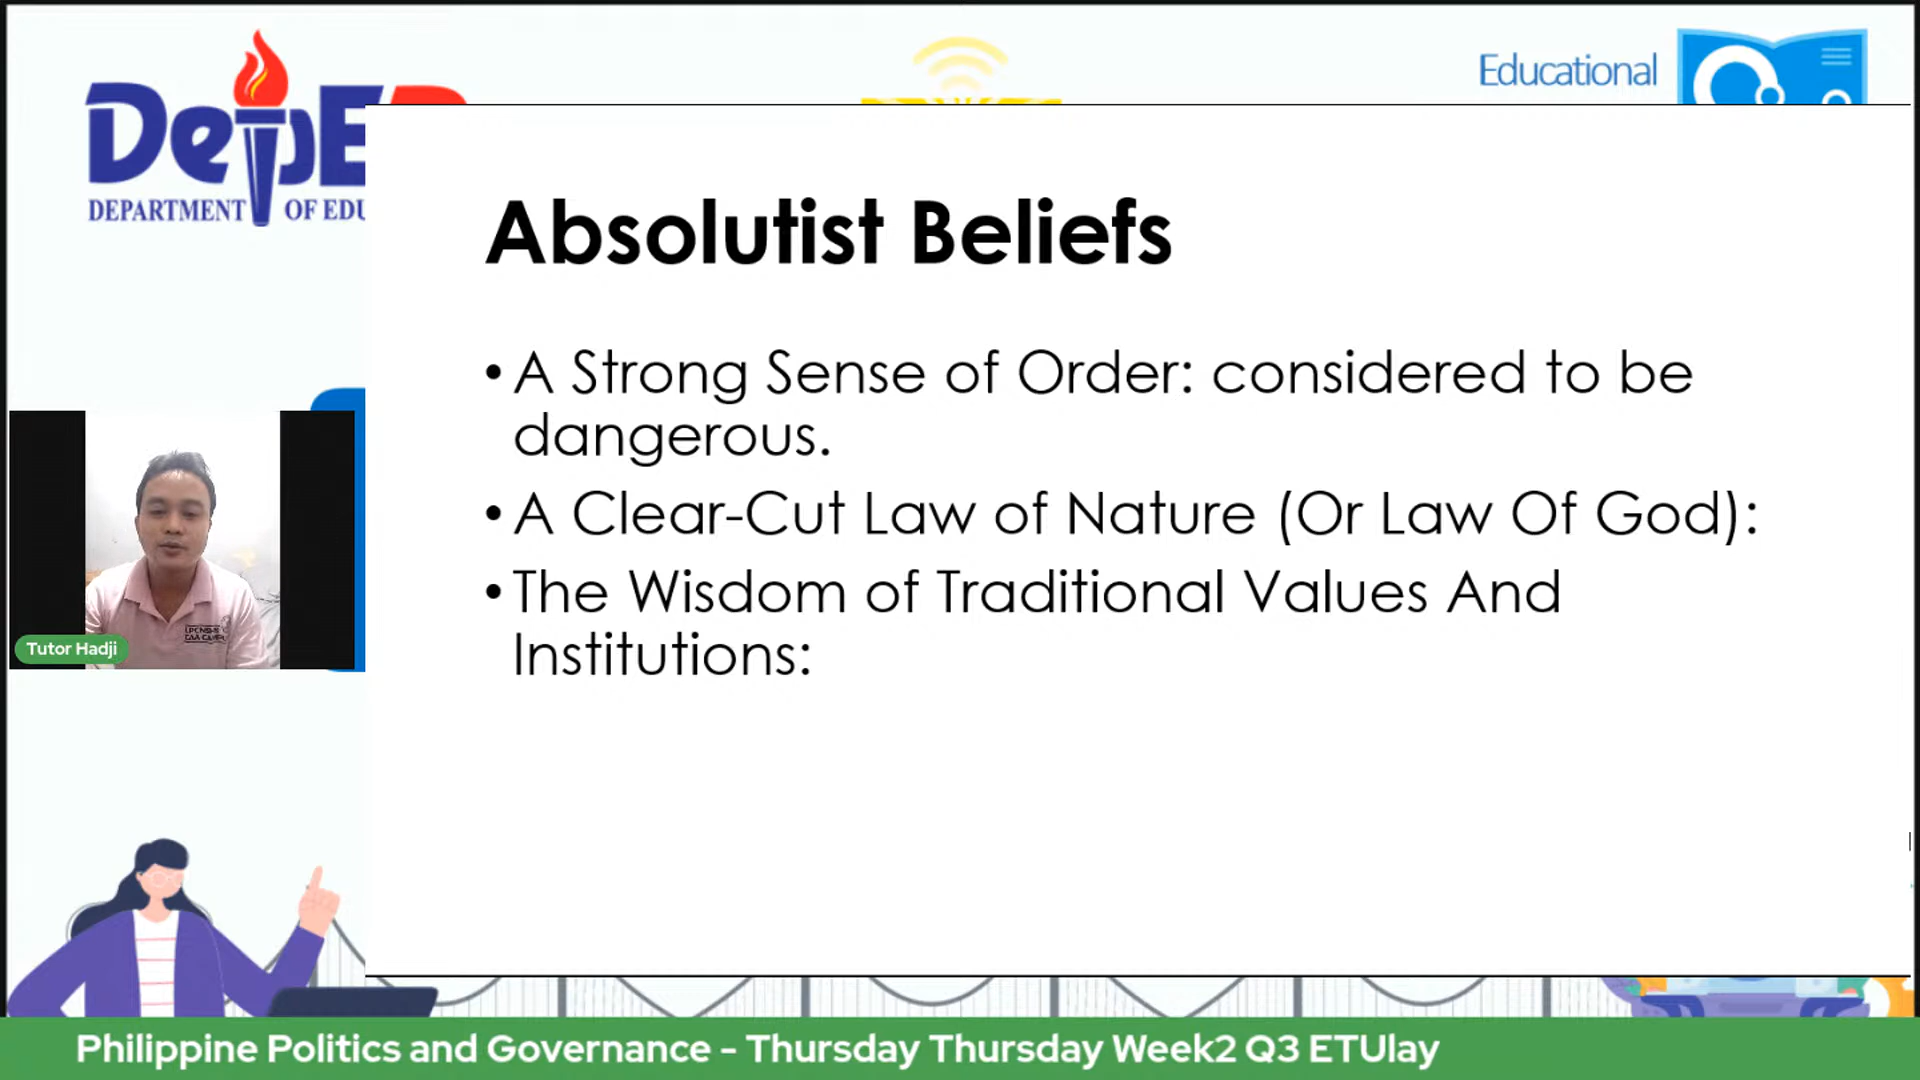 DepE
DEPARTMENT OF EDU
Educational
Absolutist Beliefs
• A Strong Sense of Order: considered to be
dangerous.
• A Clear-Cut Law of Nature (Or Law Of God):
• The Wisdom of Traditional Values And
Institutions:
Tutor Hadji
Philippine Politics and Governance - Thursday Thursday Week2 Q3 ETUlay